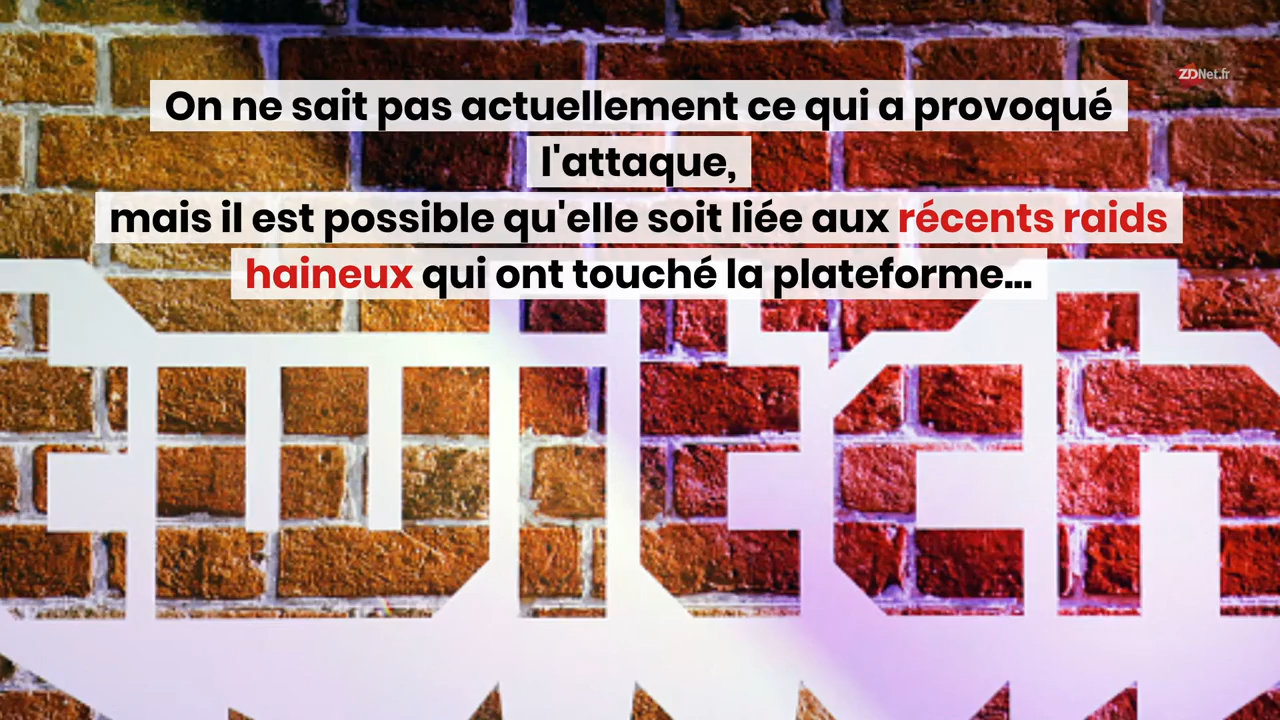 ZDNet.fr
On ne sait pas actuellement ce qui a provoqué
l'attaque,
mais il est possible qu'elle soit liée aux récents raids
haineux qui ont touché la plateforme...
twitch